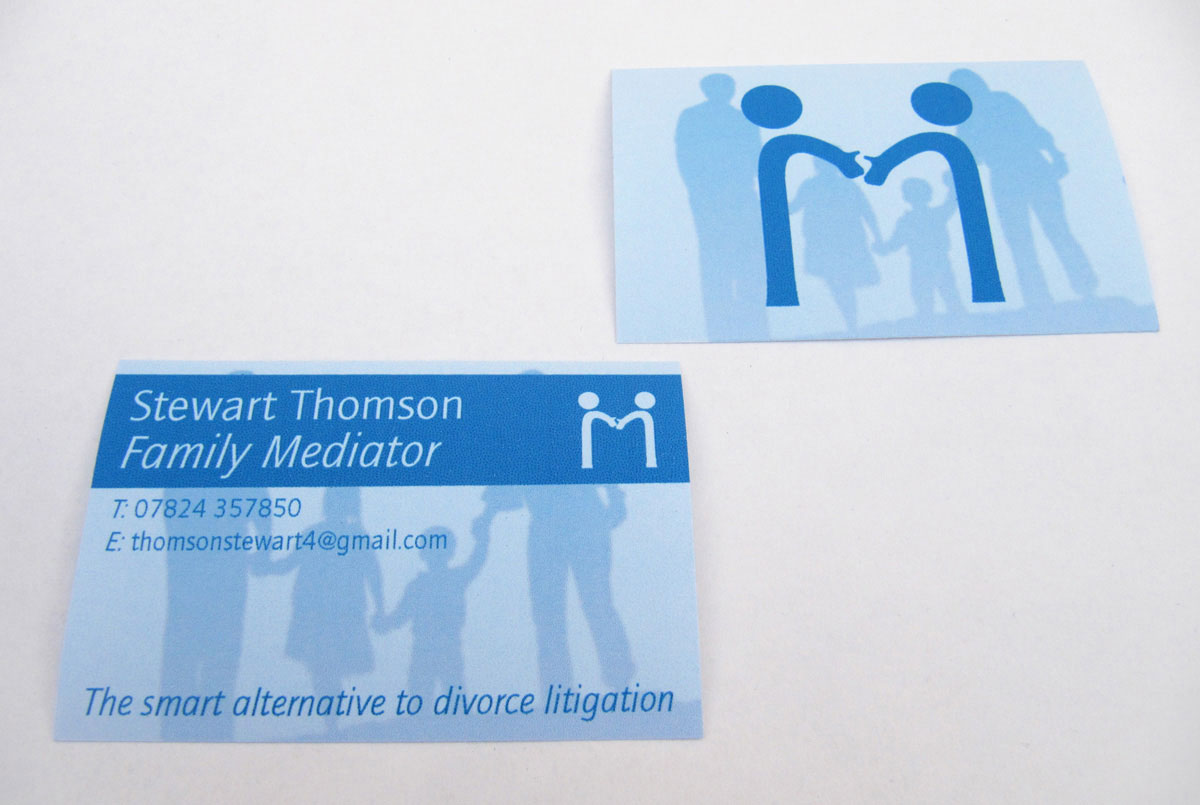 Stewart Thomson
Family Mediator
T: 07824 357850
E: thomsonstewart4@gmail.com
The smart alternative to divorce litigation